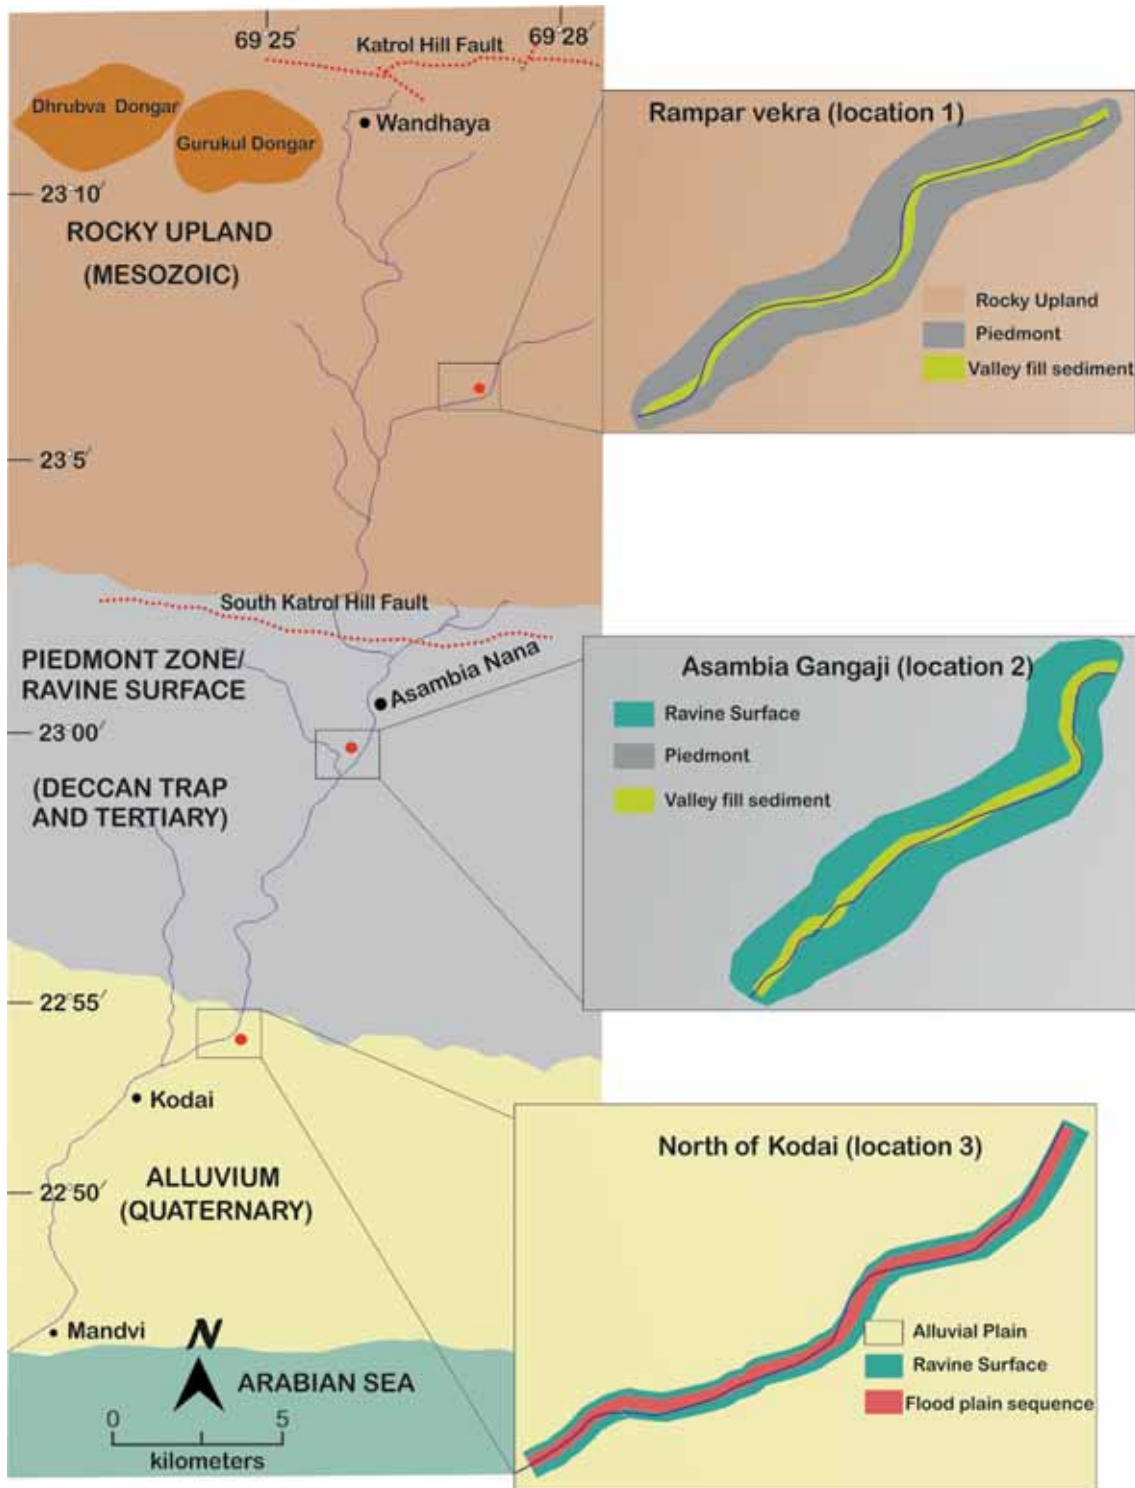 69°25′
69°28′
Katrol Hill Fault
Dhrubva Dongar
Gurukul Dongar
Wandhaya
23°10′
ROCKY UPLAND
(MESOZOIC)
23°5′
South Katrol Hill Fault
PIEDMONT ZONE/
RAVINE SURFACE
Asambia Nana
23°00′
(DECCAN TRAP
AND TERTIARY)
22°55′
Kodai
ALLUVIUM
22°50′
(QUATERNARY)
Mandvi
N
ARABIAN SEA
0 5
kilometers
Rampar vekra (location 1)
Rocky Upland
Piedmont
Valley fill sediment
Asambia Gangaji (location 2)
Ravine Surface
Piedmont
Valley fill sediment
North of Kodai (location 3)
Alluvial Plain
Ravine Surface
Flood plain sequence